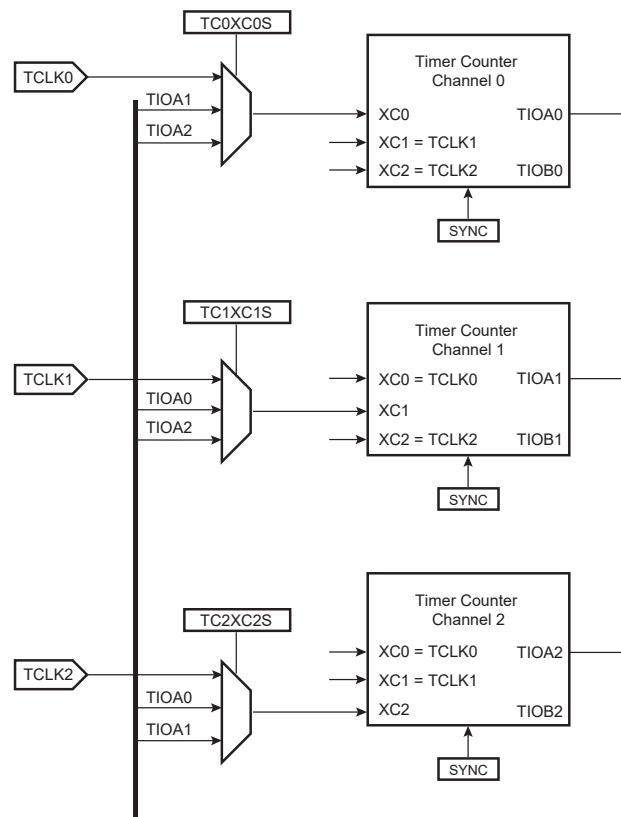 TC0XC0S
TCLK0
TIOA1
TIOA2
Timer Counter
Channel 0
XC0
TIOA0
XC1 = TCLK1
XC2 = TCLK2
TIOB0
SYNC
TC1XC1S
TCLK1
TIOA0
TIOA2
Timer Counter
Channel 1
XC0 = TCLK0
TIOA1
XC1
XC2 = TCLK2
TIOB1
SYNC
TC2XC2S
TCLK2
TIOA0
TIOA1
Timer Counter
Channel 2
XC0 = TCLK0
TIOA2
XC1 = TCLK1
XC2
TIOB2
SYNC